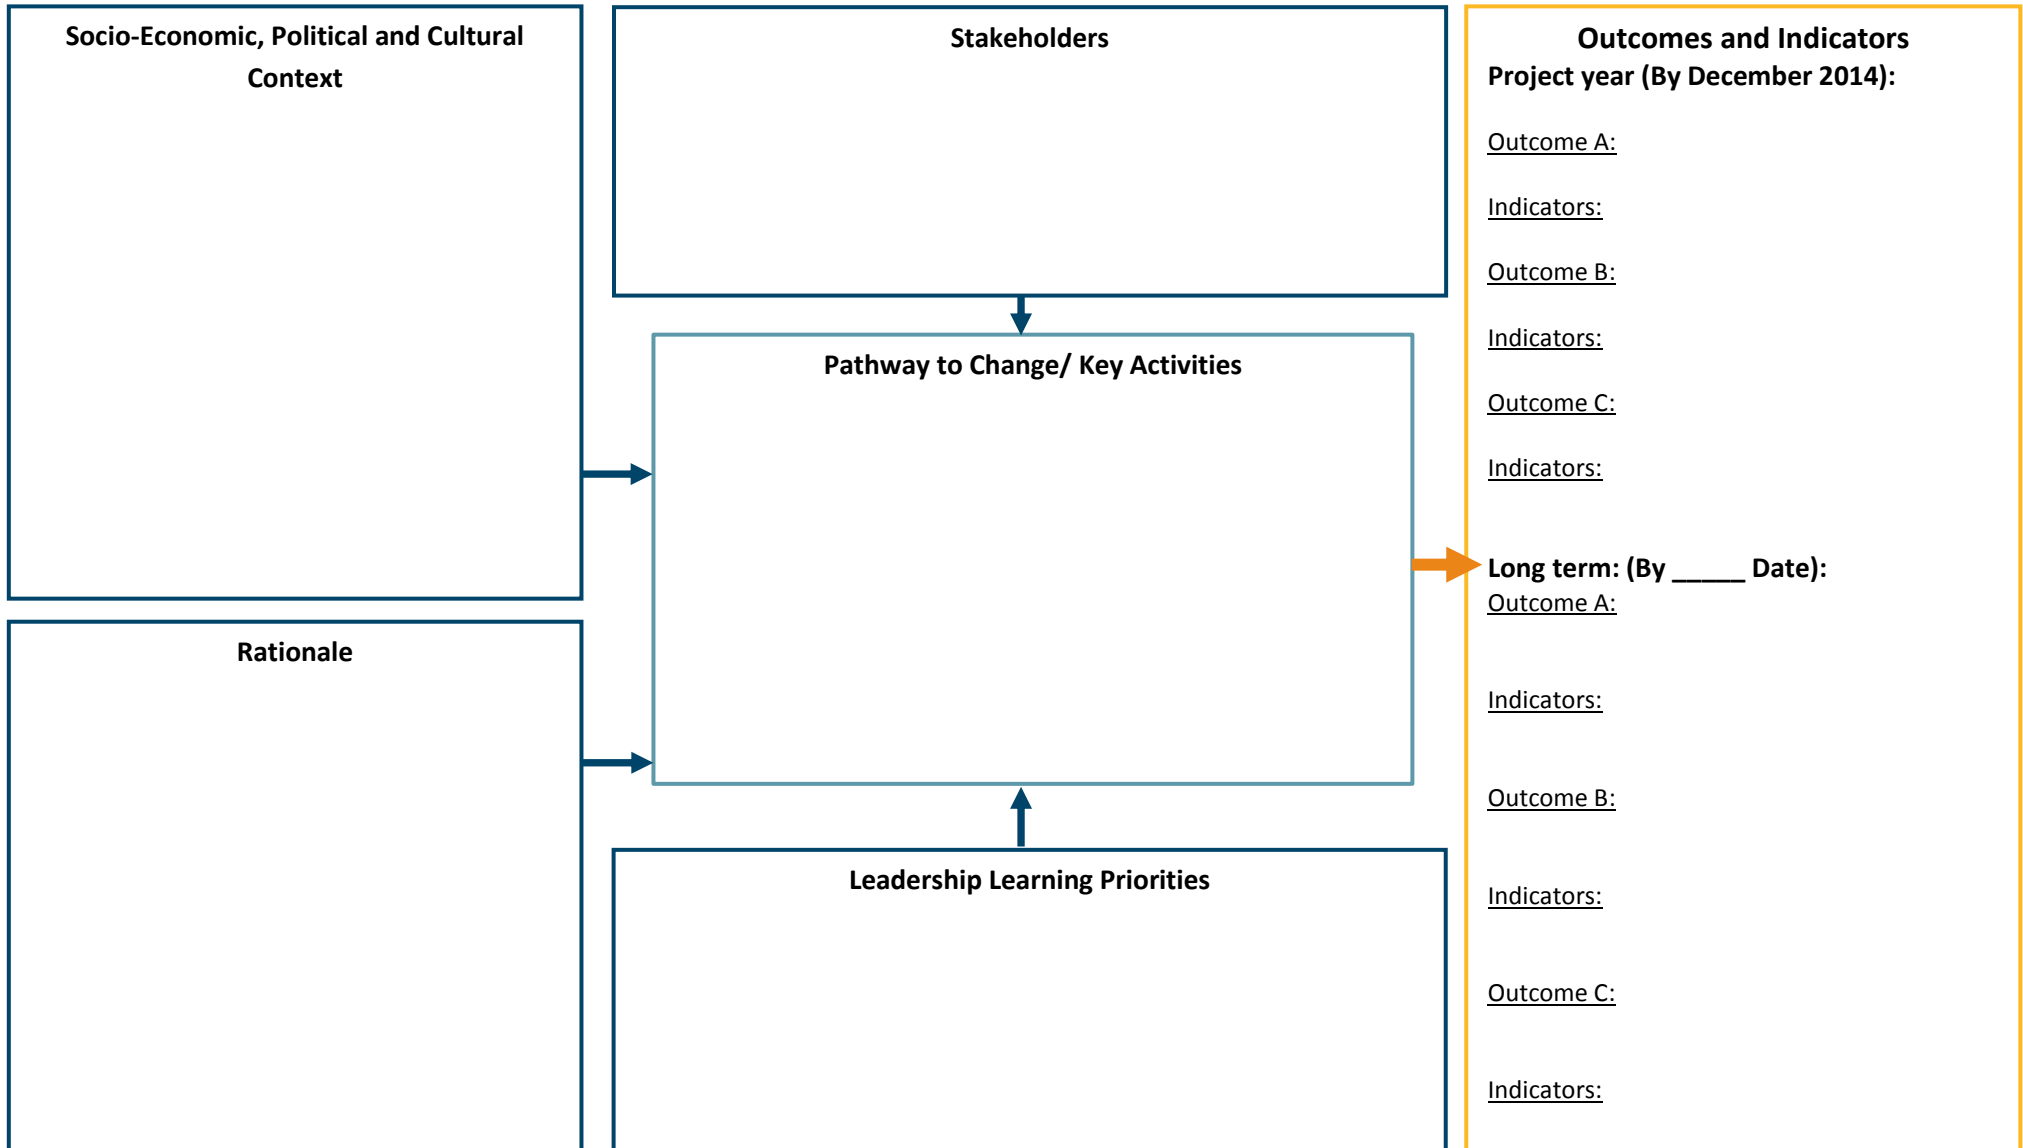 Socio-Economic, Political and Cultural
Context
Stakeholders
Pathway to Change/ Key Activities
Rationale
Leadership Learning Priorities
Outcomes and Indicators
Project year (By December 2014):
Outcome A:
Indicators:
Outcome B:
Indicators:
Outcome C:
Indicators:
Long term: (By _____ Date):
Outcome A:
Indicators:
Outcome B:
Indicators:
Outcome C:
Indicators: